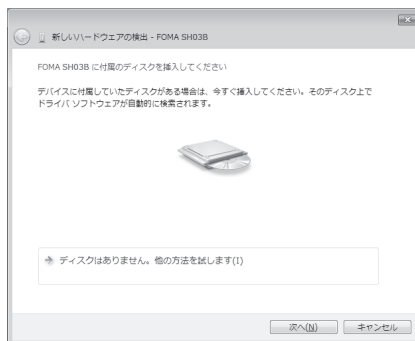 新しいハードウェアの検出 - FOMA SH03B
FOMA SH03B に付属のディスクを挿入してください
デバイスに付属していたディスクがある場合は、今すぐ挿入してください。そのディスク上で
ドライバ ソフトウェアが自動的に検索されます。
ディスクはありません。他の方法を試します(I)
次へ(N)
キャンセル